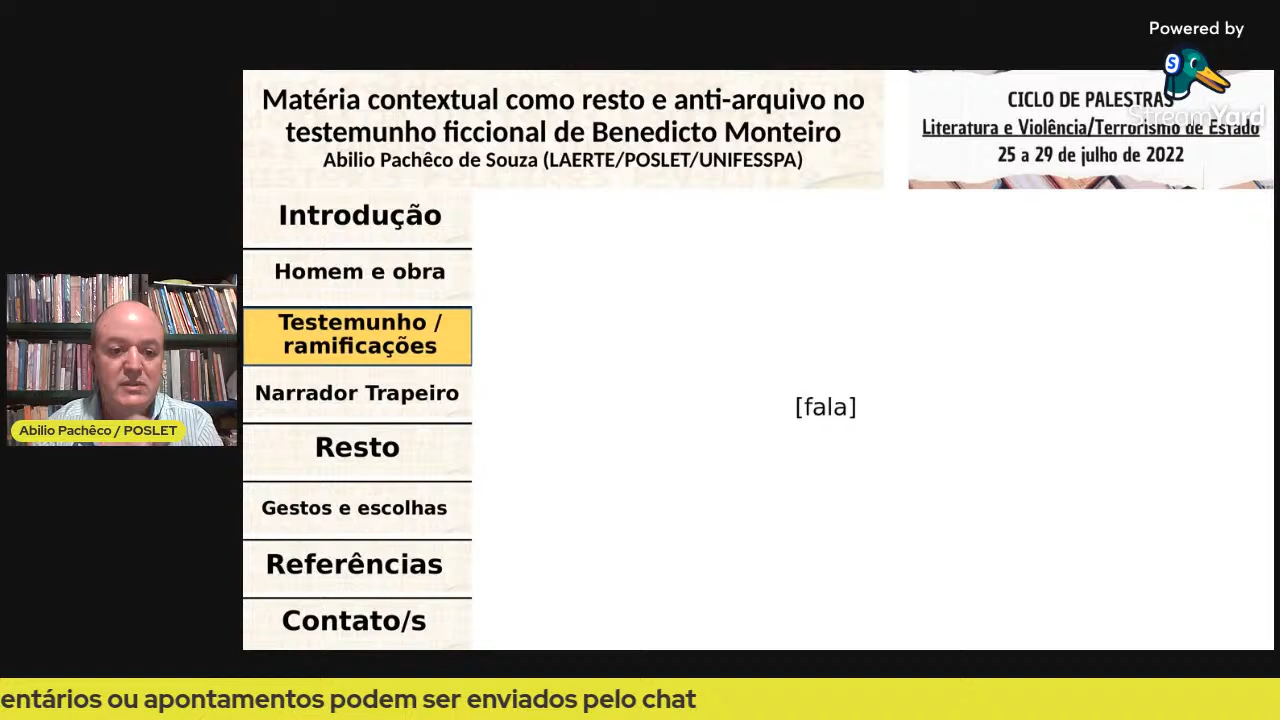 Powered by
StreamYard
Matéria contextual como resto e anti-arquivo no
testemunho ficcional de Benedicto Monteiro
Abilio Pachêco de Souza (LAERTE/POSLET/UNIFESSPA)
CICLO DE PALESTRAS
Literatura e Violência/Terrorismo de Estado
25 a 29 de julho de 2022
Introdução
Homem e obra
Testemunho /
ramificações
Narrador Trapeiro
Resto
Gestos e escolhas
Referências
Contato/s
[fala]
Abilio Pachêco / POSLET
entários ou apontamentos podem ser enviados pelo chat